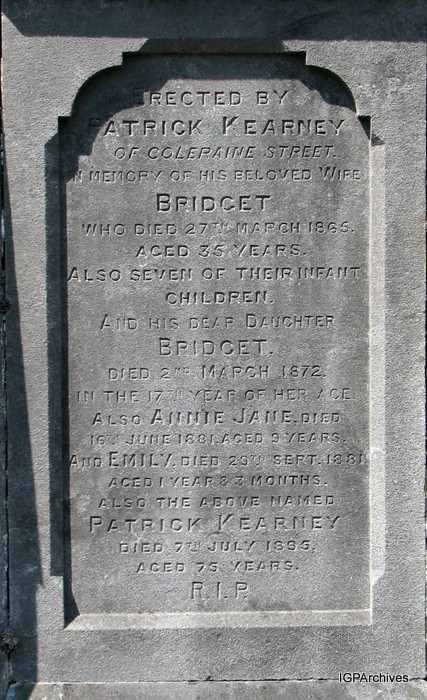 ERECTED BY
PATRICK KEARNEY
OF COLERAINE STREET.
IN MEMORY OF HIS BELOVED WIFE
BRIDGET
WHO DIED 27TH MARCH 1865.
AGED 35 YEARS.
ALSO SEVEN OF THEIR INFANT
CHILDREN.
AND HIS DEAR DAUGHTER
BRIDGET.
DIED 2ND MARCH 1872.
IN THE 17TH YEAR OF HER AGE.
ALSO ANNIE JANE, DIED
16TH JUNE 1881, AGED 9 YEARS.
AND EMILY, DIED 29TH SEPT. 1881
AGED 1 YEAR & 3 MONTHS.
ALSO THE ABOVE NAMED
PATRICK KEARNEY
DIED 7TH JULY 1895.
AGED 75 YEARS.
R.I.P.
IGPArchives